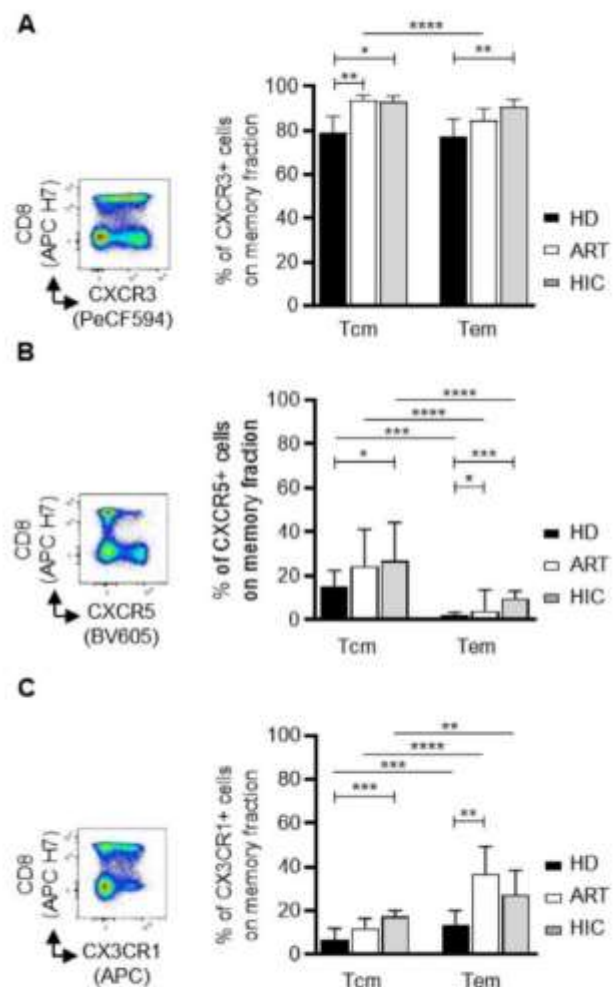 A
****
*
**
**
100
80
60
40
20
0
% of CXCR3+ cells
on memory fraction
CD8
(APC H7)
CXCR3
(PeCF594)
Tcm
Tem
HD
ART
HIC
B
****
****
***
*
***
*
100
80
60
40
20
0
% of CXCR5+ cells
on memory fraction
CD8
(APC H7)
CXCR5
(BV605)
Tcm
Tem
HD
ART
HIC
C
**
****
***
***
**
100
80
60
40
20
0
% of CX3CR1+ cells
on memory fraction
CD8
(APC H7)
CX3CR1
(APC)
Tcm
Tem
HD
ART
HIC